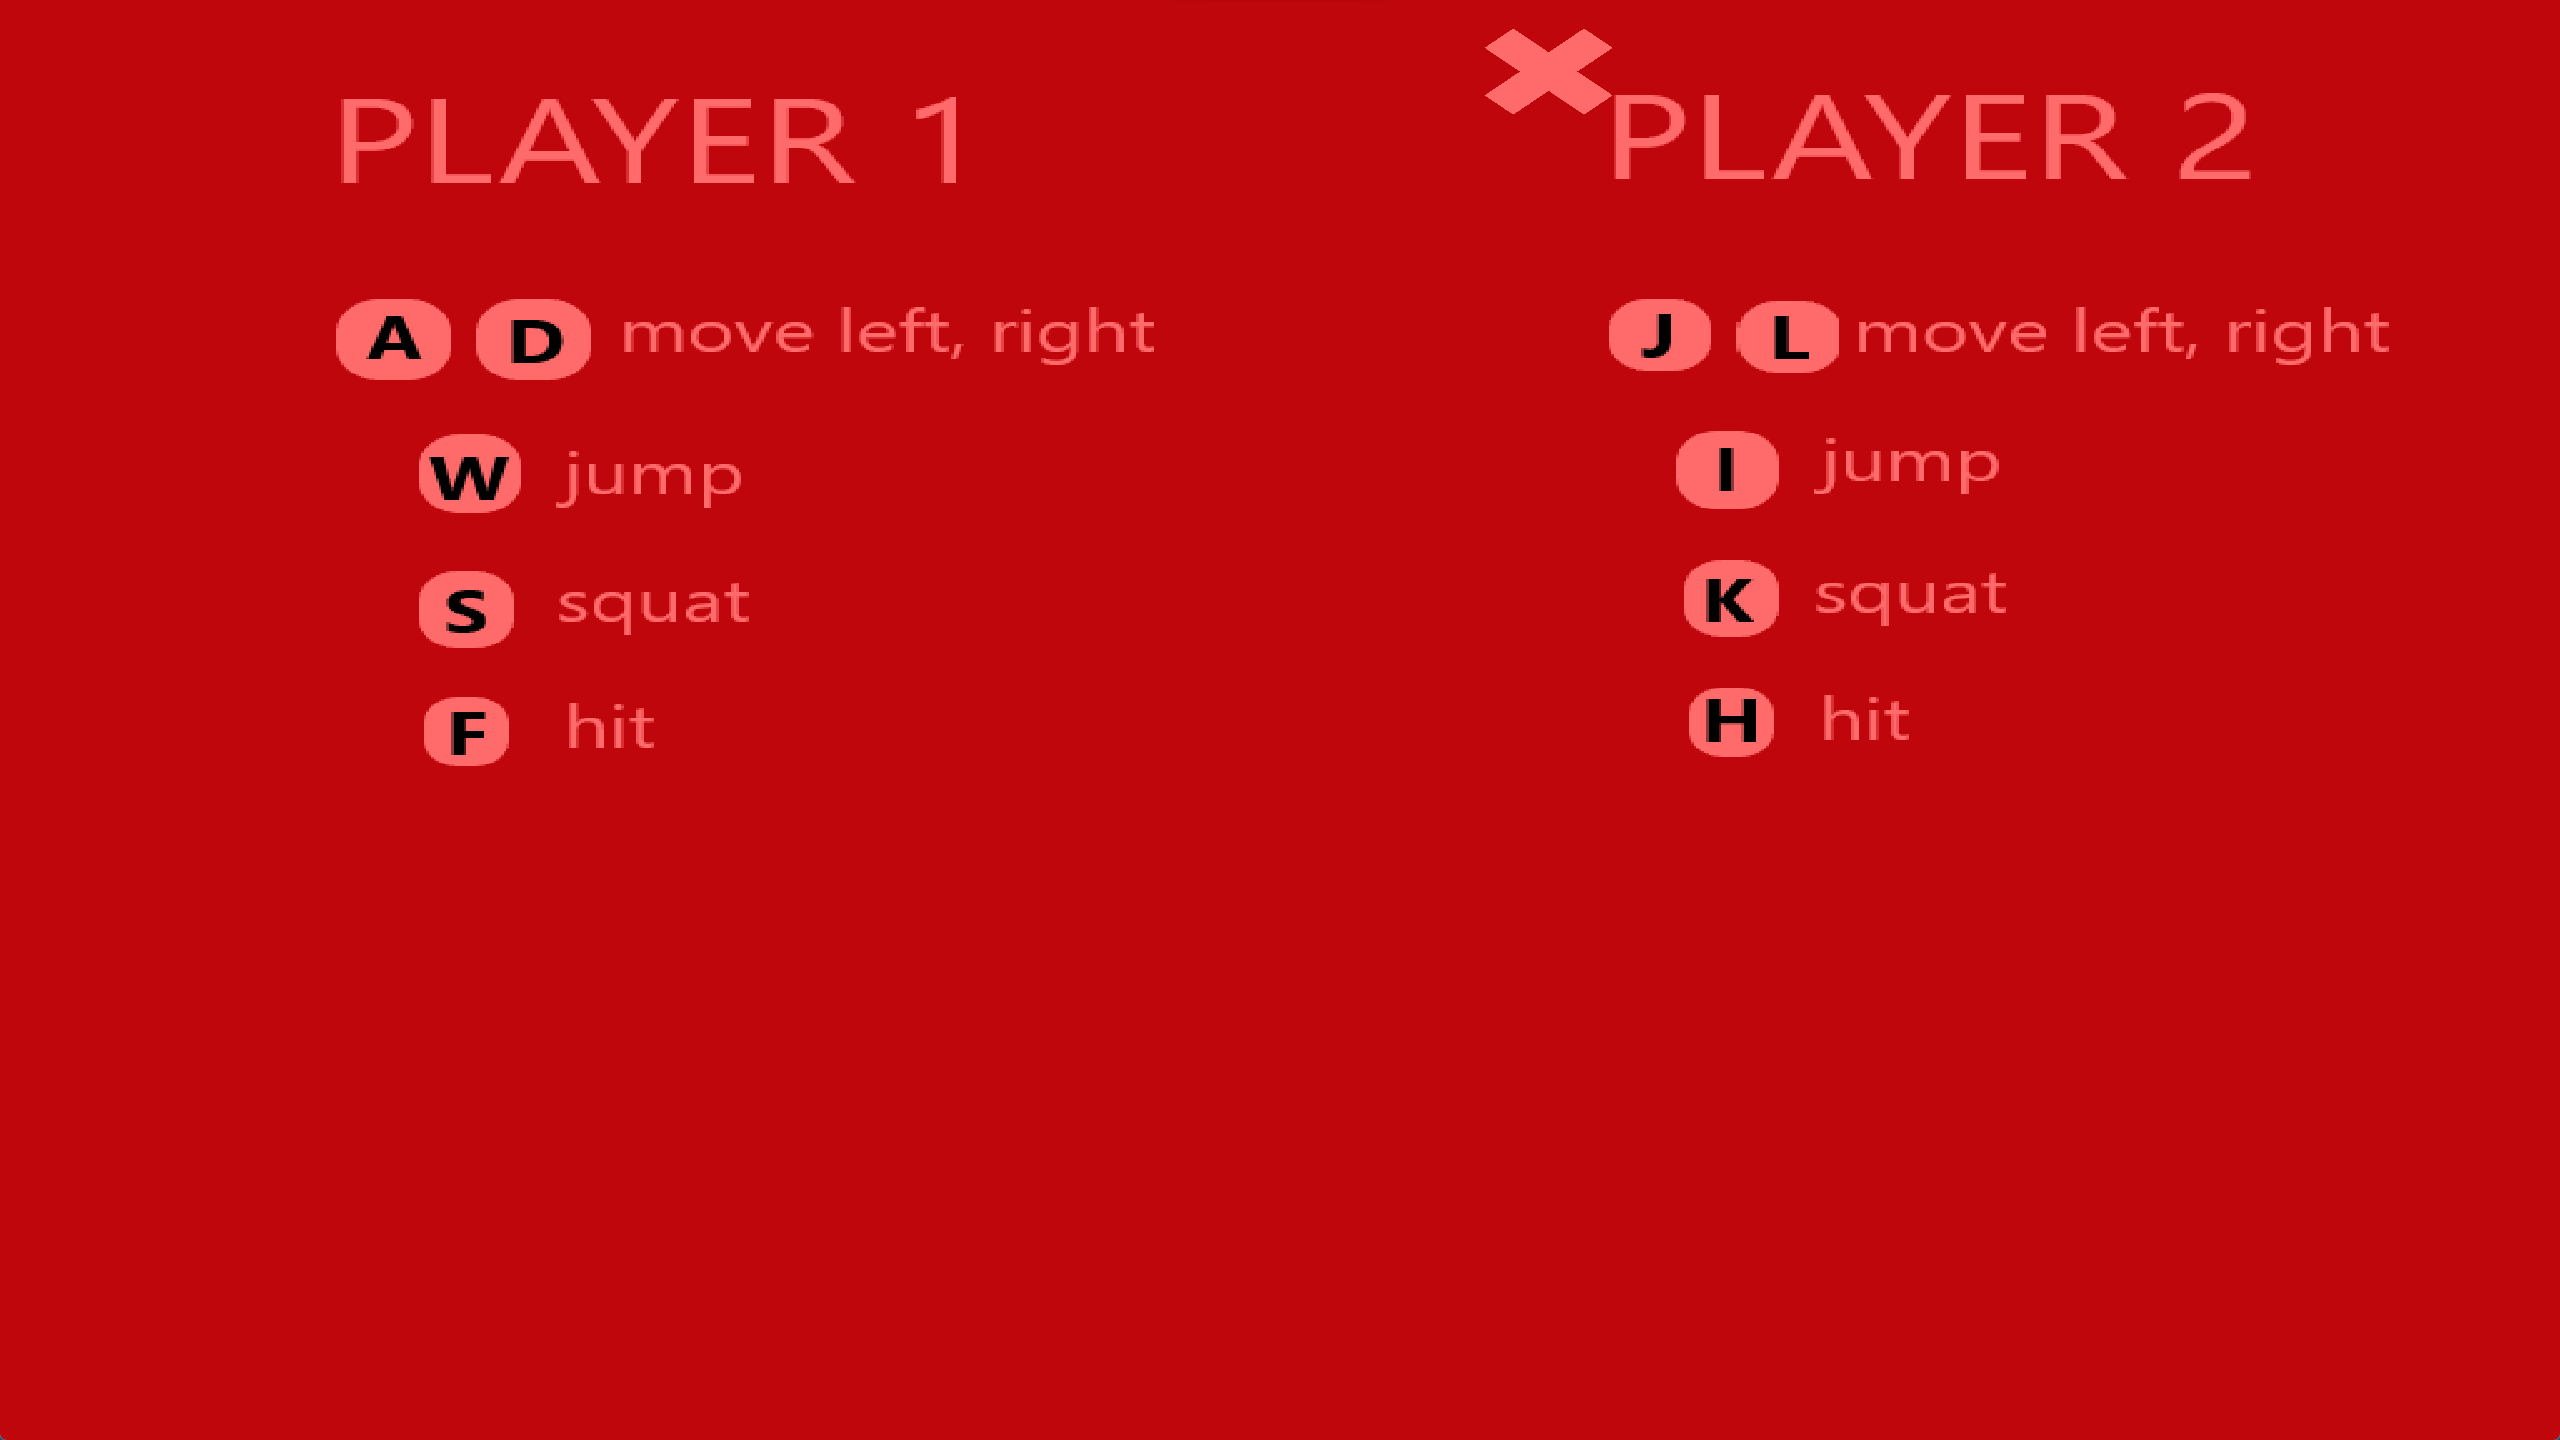 PLAYER 1
A D move left, right
W jump
S squat
F hit
PLAYER 2
J L move left, right
I jump
K squat
H hit